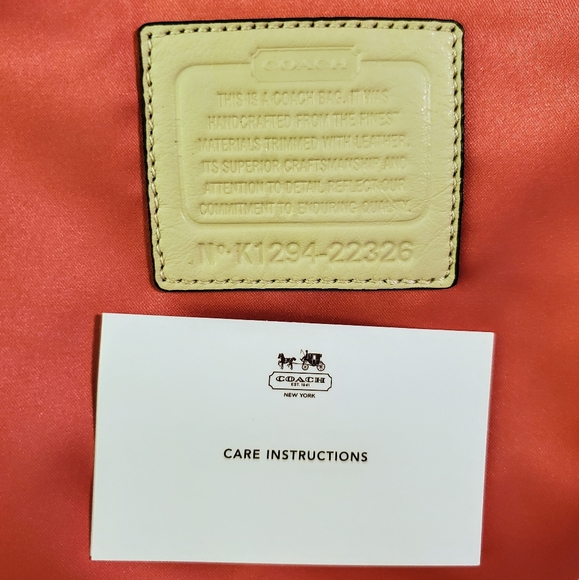 COACH
THIS IS A COACH BAG. IT WAS
HANDCRAFTED FROM THE FINEST
MATERIALS TRIMMED WITH LEATHER.
ITS SUPERIOR CRAFTSMANSHIP AND
ATTENTION TO DETAIL REFLECT OUR
COMMITMENT TO ENDURING QUALITY.
Nº K1294-22326
COACH
EST. 1941
NEW YORK
CARE INSTRUCTIONS